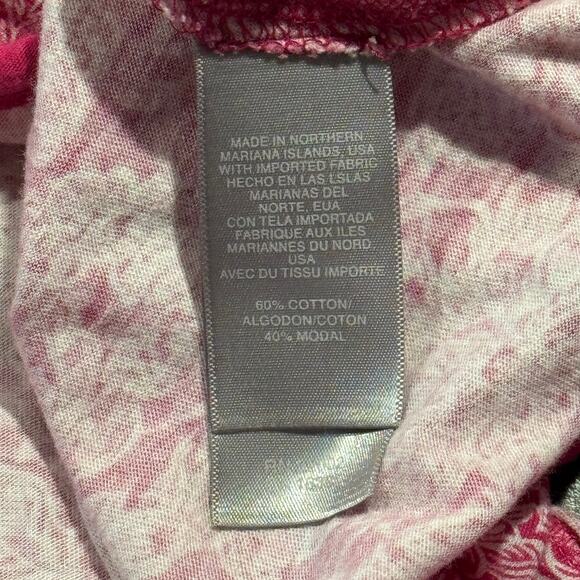 MADE IN NORTHERN
MARIANA ISLANDS, USA
WITH IMPORTED FABRIC
HECHO EN LAS LSLAS
MARIANAS DEL
NORTE, EUA
CON TELA IMPORTADA
FABRIQUE AUX ILES
MARIANNES DU NORD,
USA
AVEC DU TISSU IMPORTE
60% COTTON/
ALGODON/COTON
40% MODAL